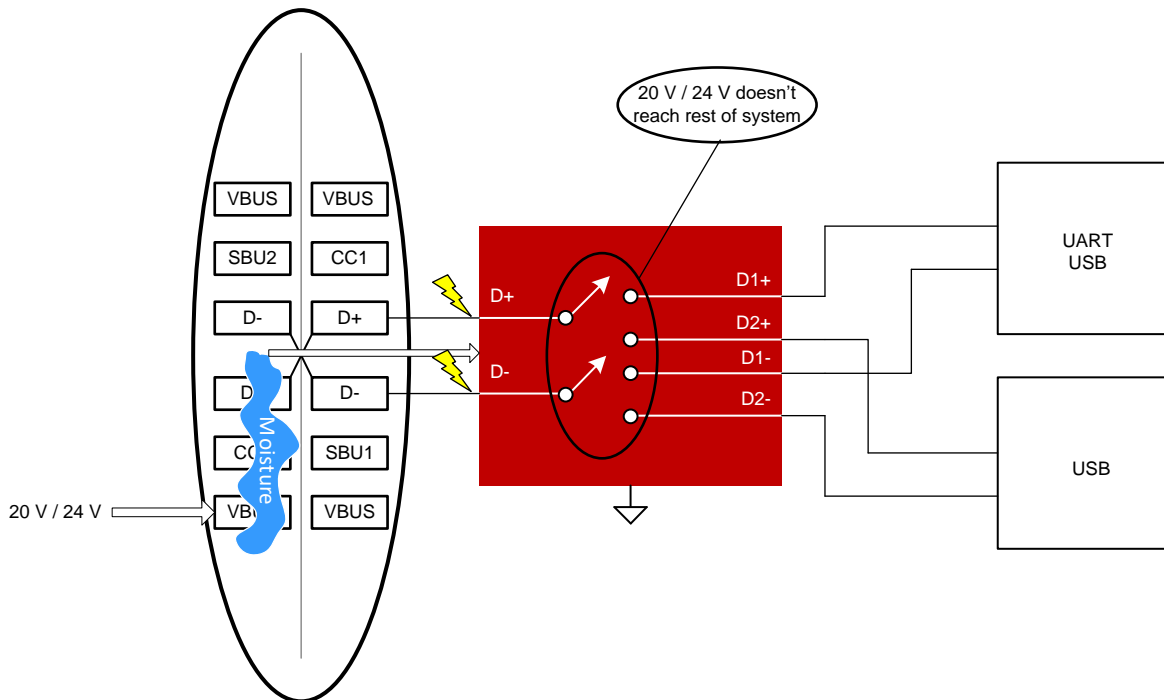 20 V / 24 V doesn't
reach rest of system
VBUS
VBUS
SBU2
CC1
D-
D+
D-
SBU1
VBUS
VBUS
Moisture
20 V / 24 V
D+
D-
D1+
D2+
D1-
D2-
UART
USB
USB